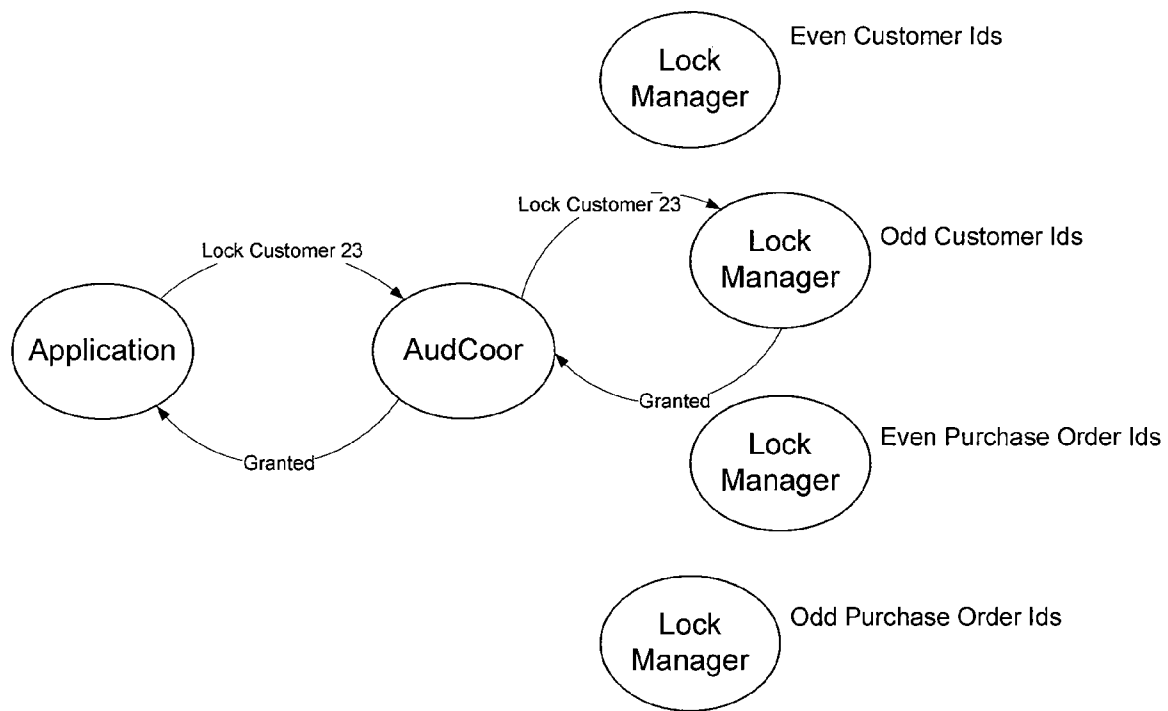 Lock
Manager
Even Customer Ids
Lock Customer 23
Lock Customer 23
Lock
Manager
Odd Customer Ids
Application
AudCoor
Granted
Granted
Lock
Manager
Even Purchase Order Ids
Lock
Manager
Odd Purchase Order Ids